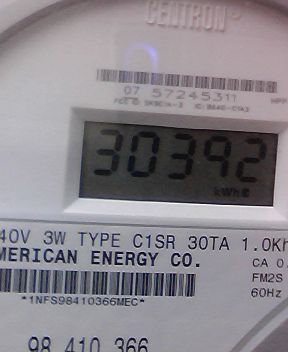 CENTRON
07 57245311
30392
kWh
40V 3W TYPE C1SR 30TA 1.0Kh
MERICAN ENERGY CO.
CA 0.
FM2S
60Hz
*1NFS98410366MEC*
98 410 366